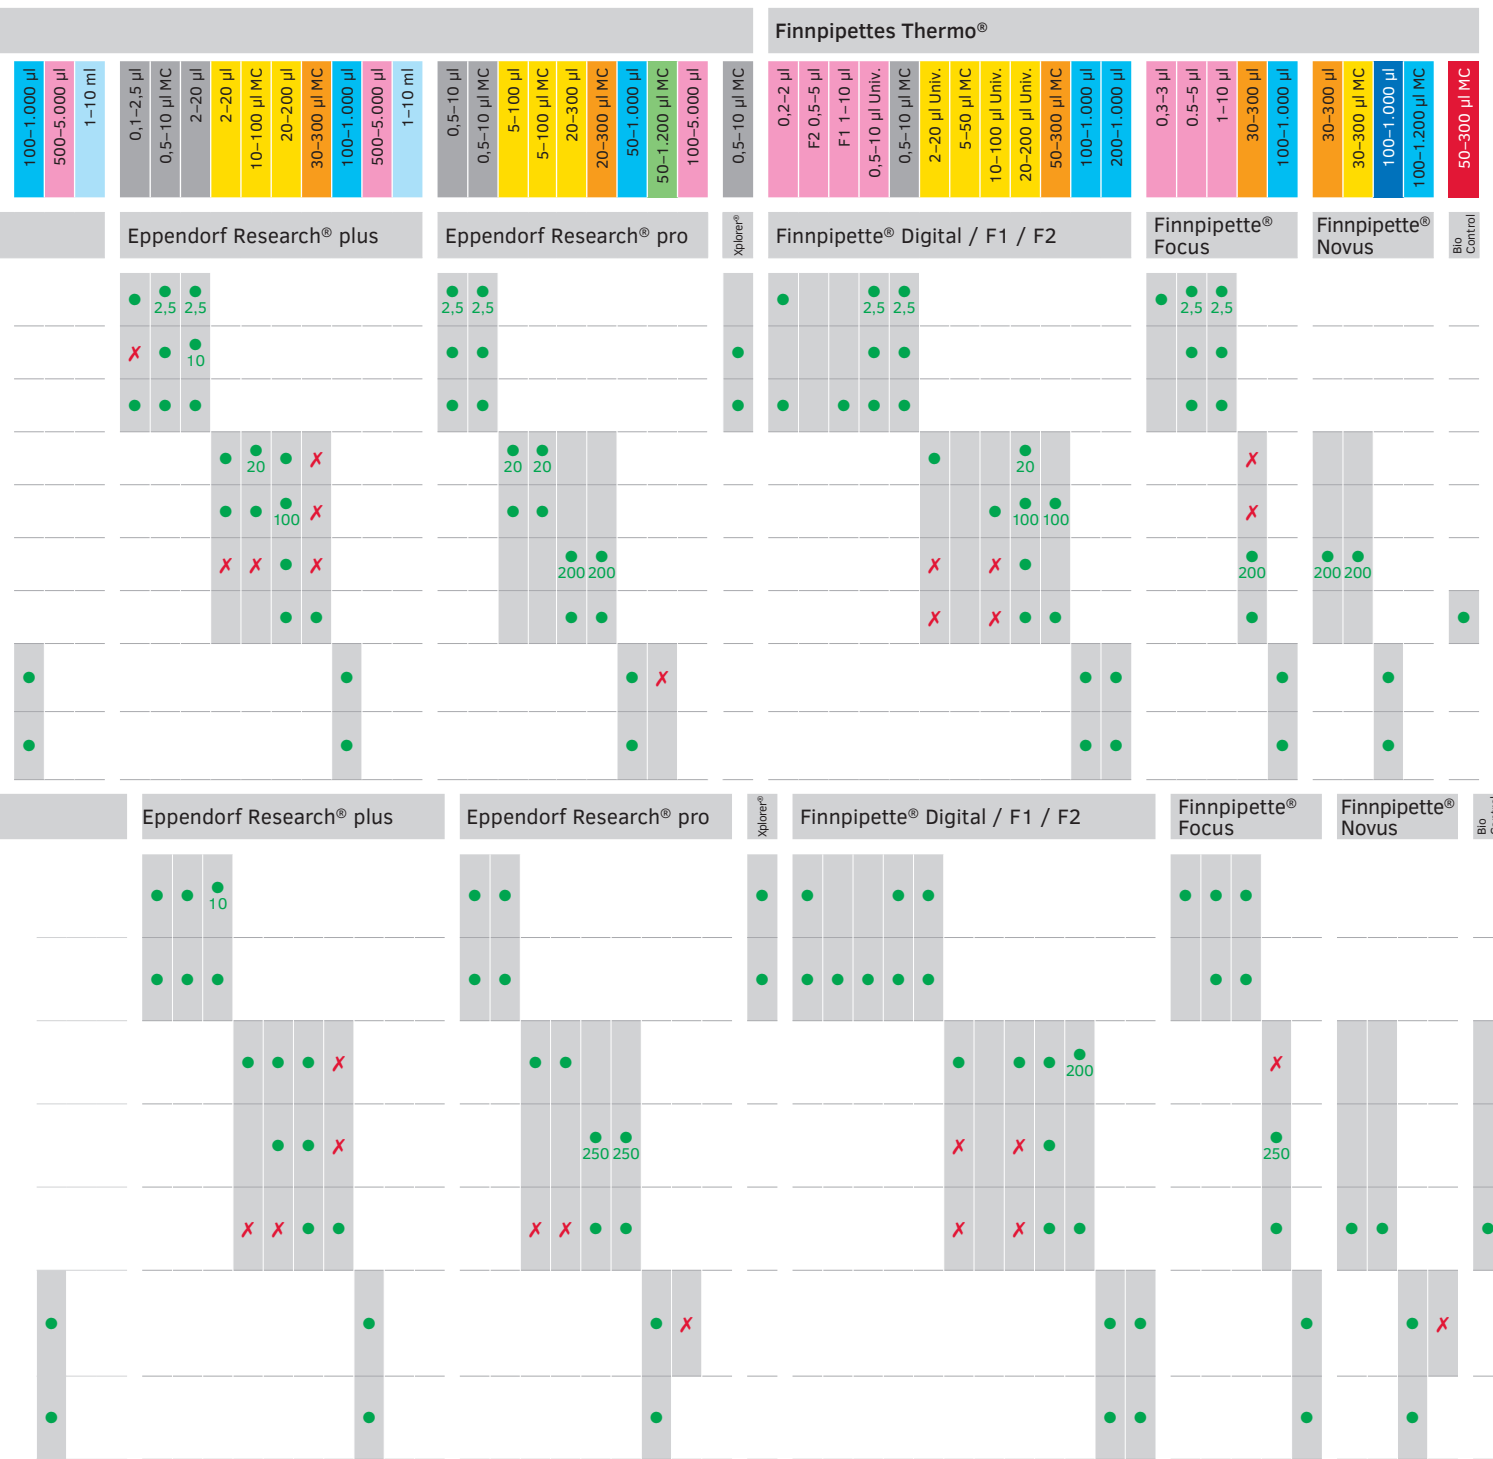 Finnpipettes Thermo®
100–1.000 µl
500–5.000 µl
1–10 ml
0,1–2,5 µl
0,5–10 µl MC
2–20 µl
2–20 µl
10–100 µl MC
20–200 µl
30–300 µl MC
100–1.000 µl
500–5.000 µl
1–10 ml
0,5–10 µl
0,5–10 µl MC
5–100 µl
5–100 µl MC
20–300 µl
20–300 µl MC
50–1.000 µl
50–1.200 µl MC
100–5.000 µl
0,5–10 µl MC
0,2–2 µl
F2 0,5–5 µl
F1 1–10 µl
0,5–10 µl Univ.
0,5–10 µl MC
2–20 µl Univ.
5–50 µl MC
10–100 µl Univ.
20–200 µl Univ.
50–300 µl MC
100–1.000 µl
200–1.000 µl
0,3–3 µl
0.5–5 µl
1–10 µl
30–300 µl
100–1.000 µl
30–300 µl
30–300 µl MC
100–1.000 µl
100–1.200 µl MC
50–300 µl MC
Eppendorf Research® plus
Eppendorf Research® pro
Xplorer®
Finnpipette® Digital / F1 / F2
Finnpipette®
Focus
Finnpipette®
Novus
Bio
Control
● ● ● ● ● ● ● ● ● ● ●
2,5 2,5 2,5 2,5 2,5 2,5 2,5 2,5
✗ ● ● ● ● ● ● ● ● ●
10
● ● ● ● ● ● ● ● ● ● ● ●
● ● ● ✗ ● ● ● ● ✗
20 20 20 20
● ● ● ✗ ● ● ● ● ● ✗
100 100 100
✗ ✗ ● ✗ ● ● ✗ ✗ ● ● ● ●
200 200 200 200 200
● ● ● ● ✗ ✗ ● ● ● ●
● ● ● ✗ ● ● ● ●
● ● ● ● ● ● ●
Eppendorf Research® plus
Eppendorf Research® pro
Xplorer®
Finnpipette® Digital / F1 / F2
Finnpipette®
Focus
Finnpipette®
Novus
Bio
● ● ● ● ● ● ● ● ● ● ● ●
10
● ● ● ● ● ● ● ● ● ● ● ● ●
● ● ● ✗ ● ● ● ● ● ● ✗
200
● ● ✗ ● ● ✗ ✗ ● ●
250 250 250
✗ ✗ ● ● ✗ ✗ ● ● ✗ ✗ ● ● ● ● ● ●
● ● ● ✗ ● ● ● ● ✗
● ● ● ● ● ● ●